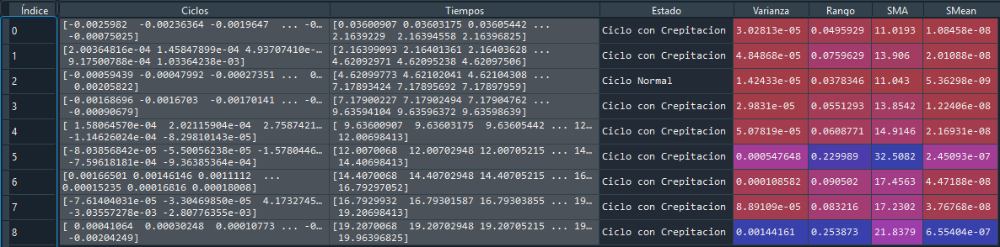 Índice Ciclos Tiempos Estado Varianza Rango SMA SMean
0 [-0.0025982 -0.00236364 -0.0019647 ... -0… [0.03600907 0.03603175 0.03605442 ... Ciclo con Crepitacion 3.02813e-05 0.0495929 11.0193 1.08458e-08
-0.00075025] 2.1639229 2.16394558 2.16396825]
1 [2.00364816e-04 1.45847899e-04 4.93707410e-… [2.16399093 2.16401361 2.16403628 ... Ciclo con Crepitacion 4.84868e-05 0.0759629 13.906 2.01088e-08
9.17500788e-04 1.03364238e-03] 4.62092971 4.62095238 4.62097506]
2 [-0.00059439 -0.00047992 -0.00027351 ... 0… [4.62099773 4.62102041 4.62104308 ... Ciclo Normal 1.42433e-05 0.0378346 11.043 5.36298e-09
0.00205822] 7.17893424 7.17895692 7.17897959]
3 [-0.00168696 -0.0016703 -0.00170141 ... -0… [7.17900227 7.17902494 7.17904762 ... Ciclo con Crepitacion 2.9831e-05 0.0551293 13.8542 1.22406e-08
-0.00090679] 9.63594104 9.63596372 9.63598639]
4 [ 1.58064570e-04 2.02115904e-04 2.7587421… [ 9.63600907 9.63603175 9.63605442 ... 12… Ciclo con Crepitacion 5.07819e-05 0.0608771 14.9146 2.16931e-08
-1.14626024e-04 -8.29810143e-05] 12.00698413]
5 [-8.03856842e-05 -5.50056238e-05 -1.5780446… [12.0070068 12.00702948 12.00705215 ... 14… Ciclo con Crepitacion 0.000547648 0.229989 32.5082 2.45093e-07
-7.59618181e-04 -9.36385364e-04] 14.40698413]
6 [0.00166501 0.00146146 0.0011112 ... [14.4070068 14.40702948 14.40705215 ... 16… Ciclo con Crepitacion 0.000108582 0.090502 17.4563 4.47188e-08
0.00015235 0.00016816 0.00018008] 16.79297052]
7 [-7.61404031e-05 -3.30469850e-05 4.1732745… [16.7929932 16.79301587 16.79303855 ... 19… Ciclo con Crepitacion 8.89109e-05 0.083216 17.2302 3.76768e-08
-3.03557278e-03 -2.80776355e-03] 19.20698413]
8 [ 0.00041064 0.00030248 0.00010773 ... -0… [19.2070068 19.20702948 19.20705215 ... 19… Ciclo con Crepitacion 0.00144161 0.253873 21.8379 6.55404e-07
-0.00204249] 19.96396825]